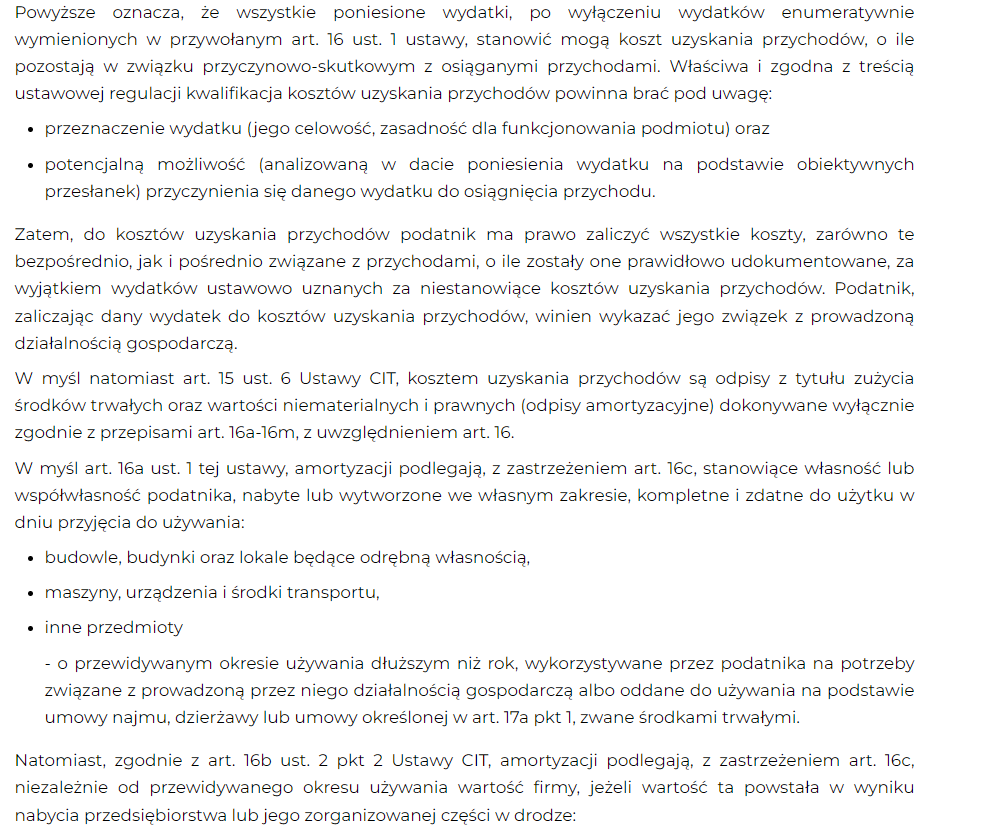 Powyższe oznacza, że wszystkie poniesione wydatki, po wyłączeniu wydatków enumeratywnie
wymienionych w przywołanym art. 16 ust. 1 ustawy, stanowić mogą koszt uzyskania przychodów, o ile
pozostają w związku przyczynowo-skutkowym z osiąganymi przychodami. Właściwa i zgodna z treścią
ustawowej regulacji kwalifikacja kosztów uzyskania przychodów powinna brać pod uwagę:
• przeznaczenie wydatku (jego celowość, zasadność dla funkcjonowania podmiotu) oraz
• potencjalną możliwość (analizowaną w dacie poniesienia wydatku na podstawie obiektywnych
przesłanek) przyczynienia się danego wydatku do osiągnięcia przychodu.
Zatem, do kosztów uzyskania przychodów podatnik ma prawo zaliczyć wszystkie koszty, zarówno te
bezpośrednio, jak i pośrednio związane z przychodami, o ile zostały one prawidłowo udokumentowane, za
wyjątkiem wydatków ustawowo uznanych za niestanowiące kosztów uzyskania przychodów. Podatnik,
zaliczając dany wydatek do kosztów uzyskania przychodów, winien wykazać jego związek z prowadzoną
działalnością gospodarczą.
W myśl natomiast art. 15 ust. 6 Ustawy CIT, kosztem uzyskania przychodów są odpisy z tytułu zużycia
środków trwałych oraz wartości niematerialnych i prawnych (odpisy amortyzacyjne) dokonywane wyłącznie
zgodnie z przepisami art. 16a-16m, z uwzględnieniem art. 16.
W myśl art. 16a ust. 1 tej ustawy, amortyzacji podlegają, z zastrzeżeniem art. 16c, stanowiące własność lub
współwłasność podatnika, nabyte lub wytworzone we własnym zakresie, kompletne i zdatne do użytku w
dniu przyjęcia do używania:
• budowle, budynki oraz lokale będące odrębną własnością,
• maszyny, urządzenia i środki transportu,
• inne przedmioty
- o przewidywanym okresie używania dłuższym niż rok, wykorzystywane przez podatnika na potrzeby
związane z prowadzoną przez niego działalnością gospodarczą albo oddane do używania na podstawie
umowy najmu, dzierżawy lub umowy określonej w art. 17a pkt 1, zwane środkami trwałymi.
Natomiast, zgodnie z art. 16b ust. 2 pkt 2 Ustawy CIT, amortyzacji podlegają, z zastrzeżeniem art. 16c,
niezależnie od przewidywanego okresu używania wartość firmy, jeżeli wartość ta powstała w wyniku
nabycia przedsiębiorstwa lub jego zorganizowanej części w drodze: